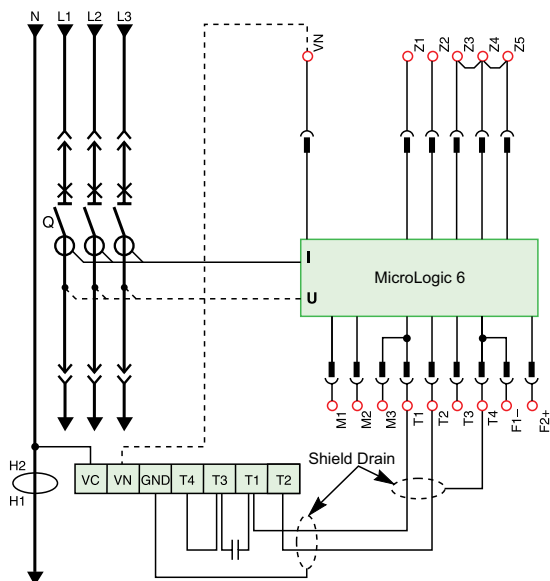 N L1 L2 L3
VN
Z1
Z2
Z3
Z4
Z5
Q
I
MicroLogic 6
U
M1
M2
M3
T1
T2
T3
T4
F1–
F2+
Shield Drain
H2
H1
VC VN GND T4 T3 T1 T2